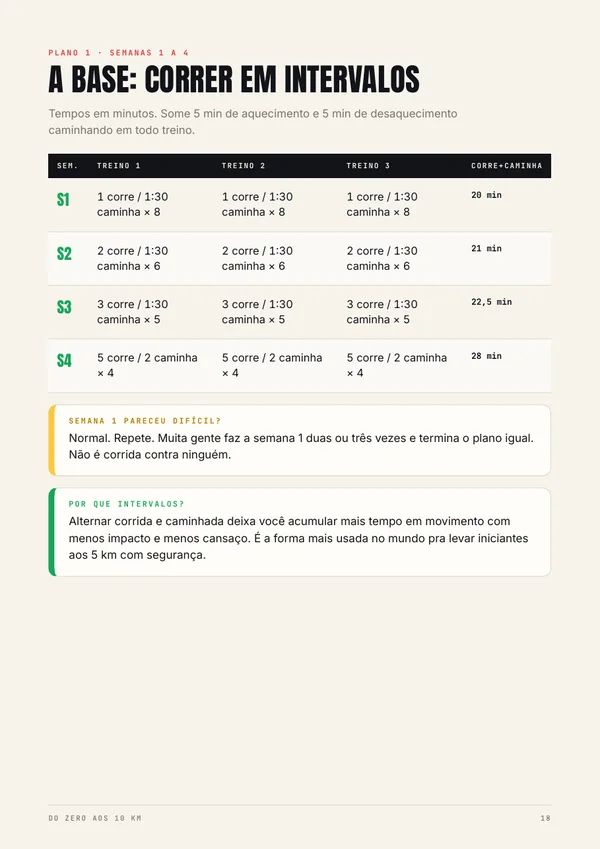 PLANO 1 · SEMANAS 1 A 4
A BASE: CORRER EM INTERVALOS
Tempos em minutos. Some 5 min de aquecimento e 5 min de desaquecimento
caminhando em todo treino.
SEM. TREINO 1 TREINO 2 TREINO 3 CORRE+CAMINHA
S1 1 corre / 1:30 1 corre / 1:30 1 corre / 1:30 20 min
caminha × 8 caminha × 8 caminha × 8
S2 2 corre / 1:30 2 corre / 1:30 2 corre / 1:30 21 min
caminha × 6 caminha × 6 caminha × 6
S3 3 corre / 1:30 3 corre / 1:30 3 corre / 1:30 22,5 min
caminha × 5 caminha × 5 caminha × 5
S4 5 corre / 2 caminha 5 corre / 2 caminha 5 corre / 2 caminha 28 min
× 4 × 4 × 4
SEMANA 1 PARECEU DIFÍCIL?
Normal. Repete. Muita gente faz a semana 1 duas ou três vezes e termina o plano igual.
Não é corrida contra ninguém.
POR QUE INTERVALOS?
Alternar corrida e caminhada deixa você acumular mais tempo em movimento com
menos impacto e menos cansaço. É a forma mais usada no mundo pra levar iniciantes
aos 5 km com segurança.
DO ZERO AOS 10 KM 18